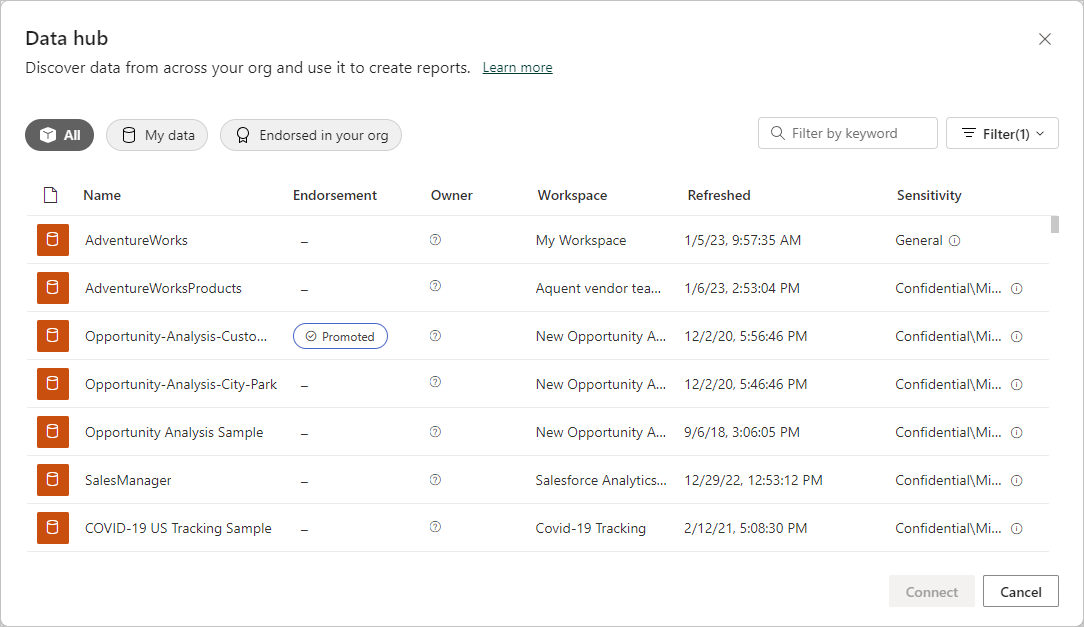 Data hub
Discover data from across your org and use it to create reports. Learn more
All My data Endorsed in your org Filter by keyword Filter(1)
Name Endorsement Owner Workspace Refreshed Sensitivity
AdventureWorks – My Workspace 1/5/23, 9:57:35 AM General
AdventureWorksProducts – Aquent vendor tea... 1/6/23, 2:53:04 PM Confidential\Mi...
Opportunity-Analysis-Custo... Promoted New Opportunity A... 12/2/20, 5:56:46 PM Confidential\Mi...
Opportunity-Analysis-City-Park – New Opportunity A... 12/2/20, 5:46:46 PM Confidential\Mi...
Opportunity Analysis Sample – New Opportunity A... 9/6/18, 3:06:05 PM Confidential\Mi...
SalesManager – Salesforce Analytics... 12/29/22, 12:53:12 PM Confidential\Mi...
COVID-19 US Tracking Sample – Covid-19 Tracking 2/12/21, 5:08:30 PM Confidential\Mi...
Connect Cancel